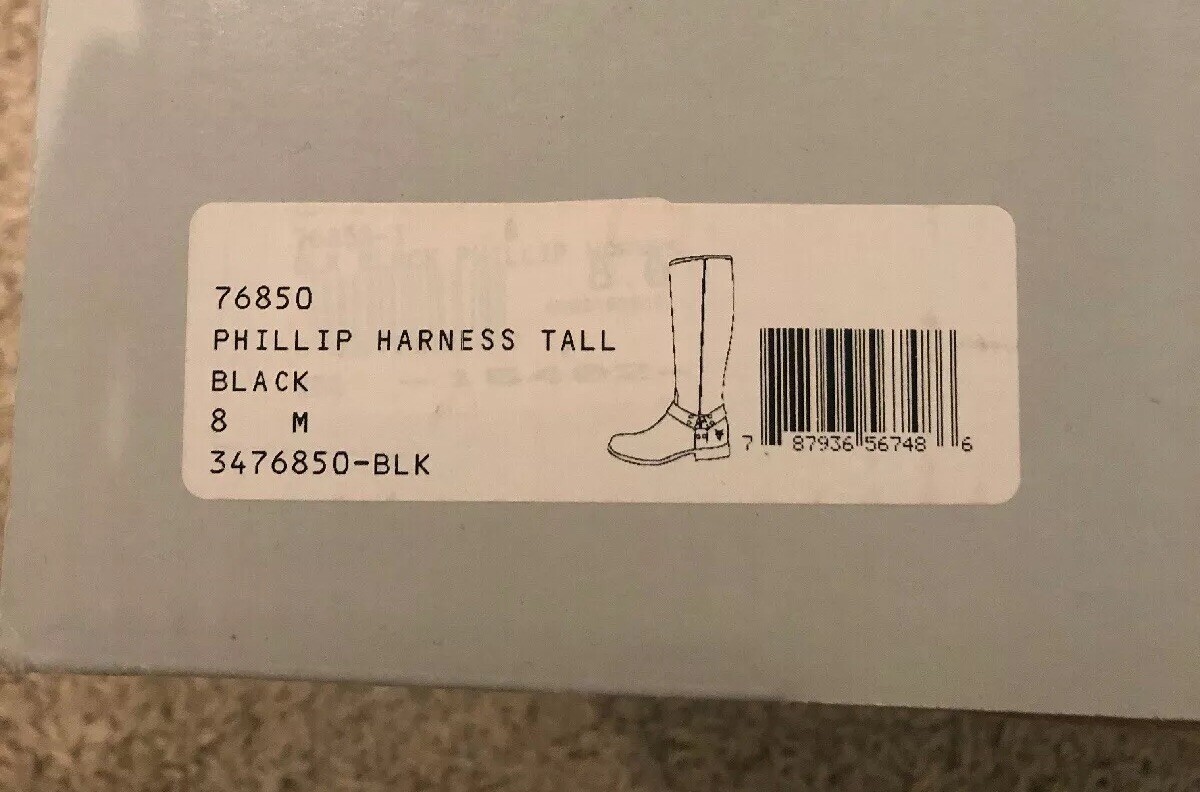 76850
PHILLIP HARNESS TALL
BLACK
8 M
3476850-BLK
7 87936 56748 6